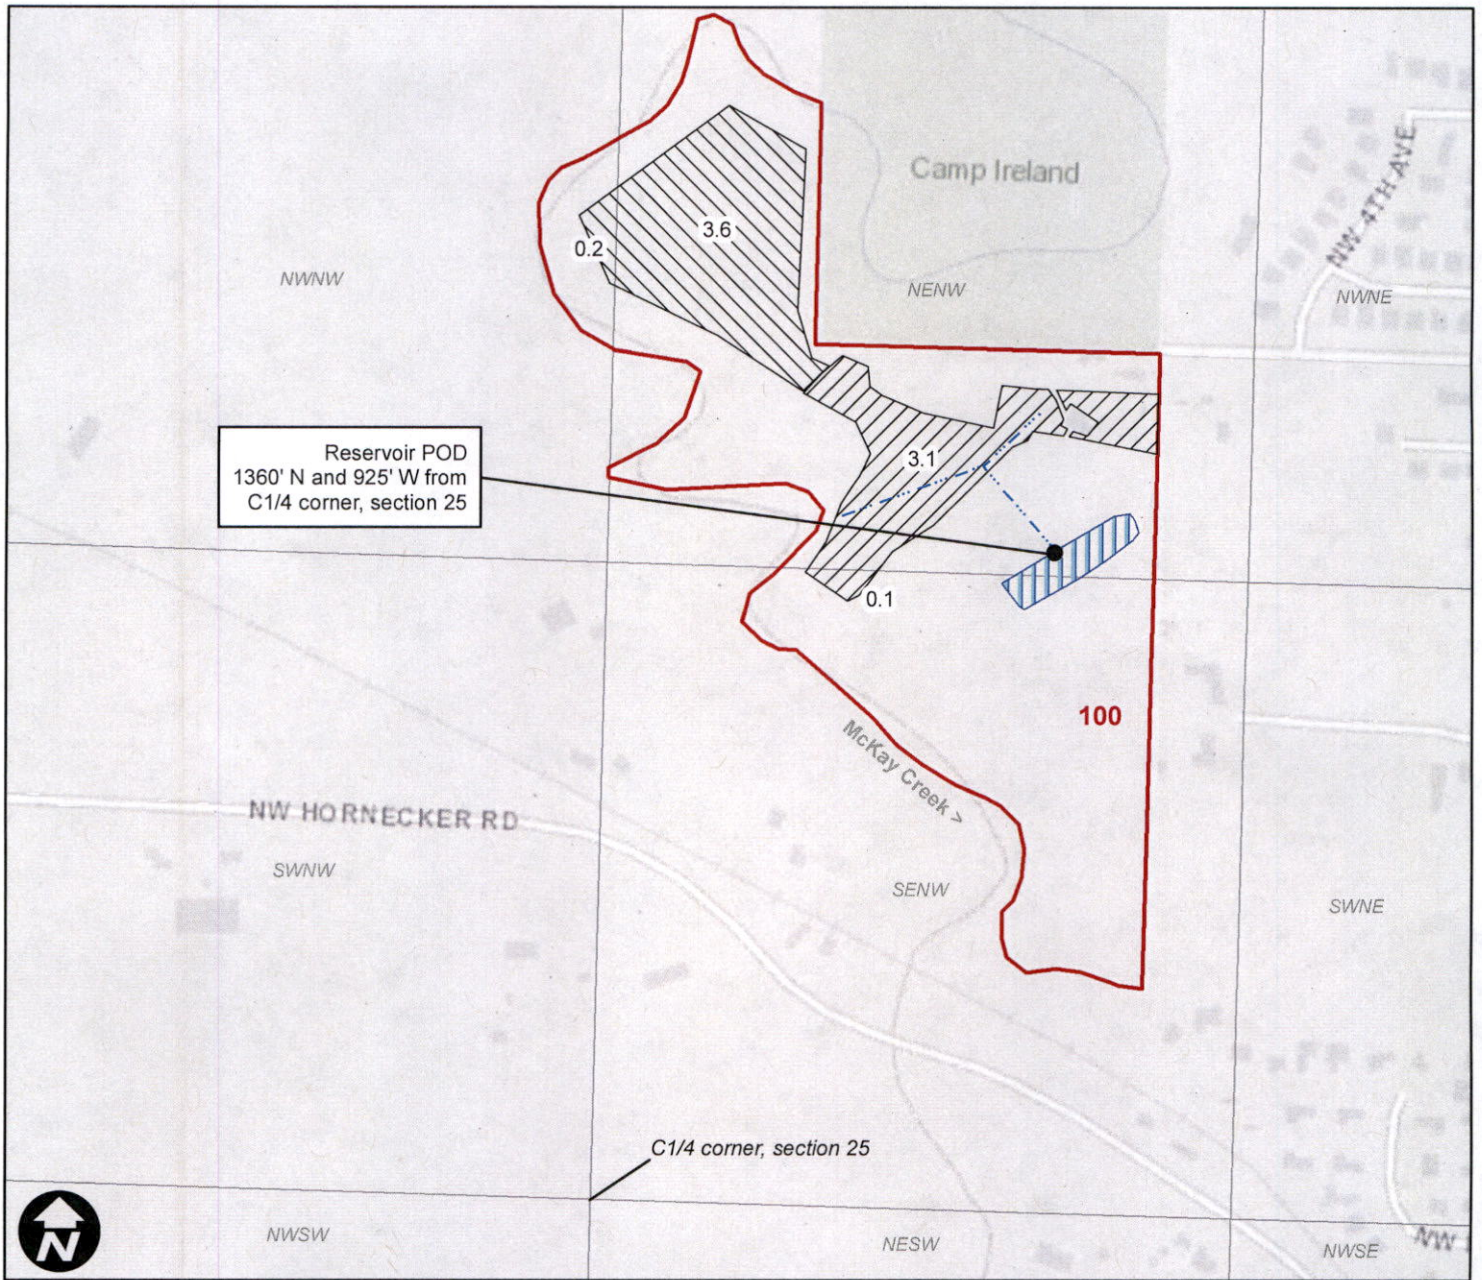 Camp Ireland
NW 4TH AVE
3.6
0.2
NWNW
NENW
NWNE
Reservoir POD
1360' N and 925' W from
C1/4 corner, section 25
3.1
0.1
100
McKay Creek >
NW HORNECKER RD
SWNW
SENW
SWNE
C1/4 corner, section 25
N
NWSW
NESW
NWSE
NW